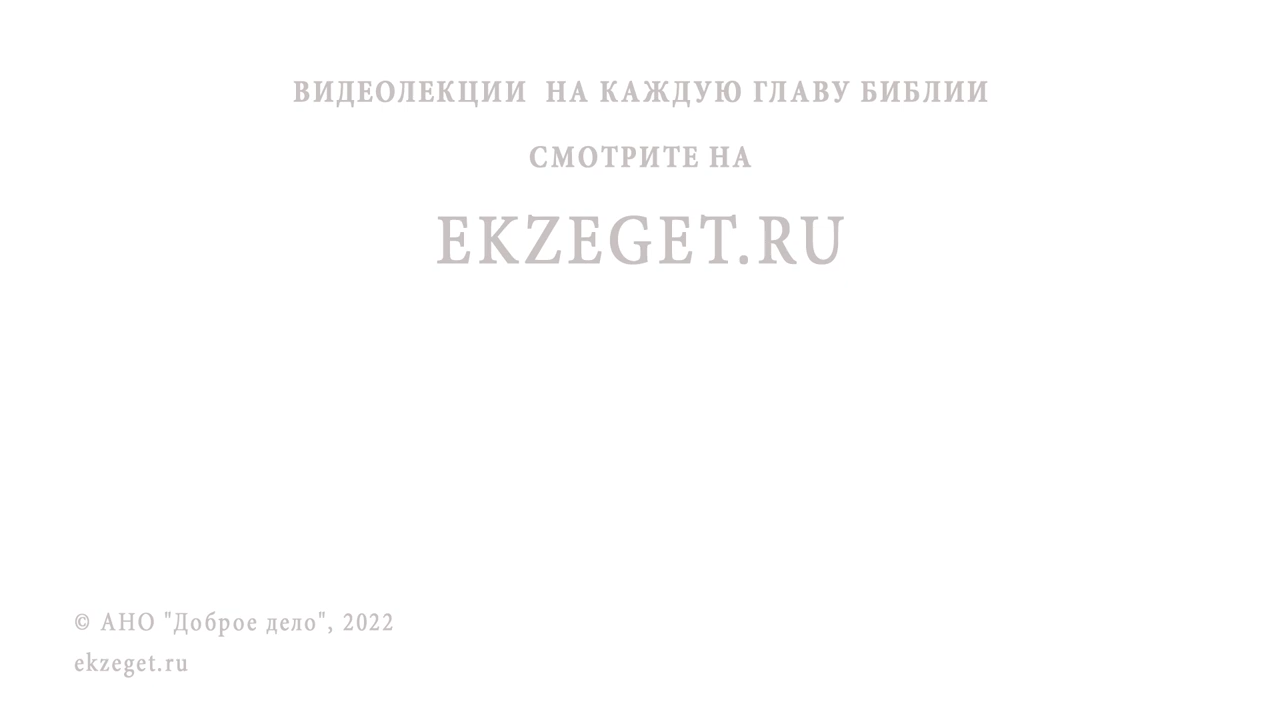 ВИДЕОЛЕКЦИИ НА КАЖДУЮ ГЛАВУ БИБЛИИ
СМОТРИТЕ НА
EKZEGET.RU
© АНО "Доброе дело", 2022
ekzeget.ru